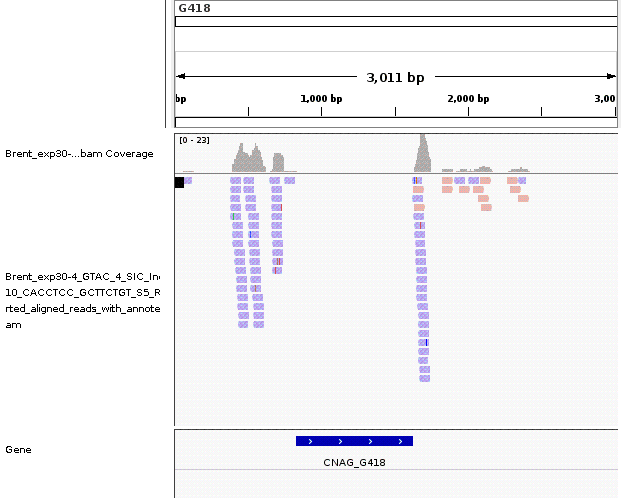 G418
3,011 bp
bp
1,000 bp
2,000 bp
3,00
[0 - 23]
Brent_exp30-...bam Coverage
Brent_exp30-4_GTAC_4_SIC_In
10_CACCTCC_GCTTCTGT_S5_R
rted_aligned_reads_with_annote
am
Gene
CNAG_G418